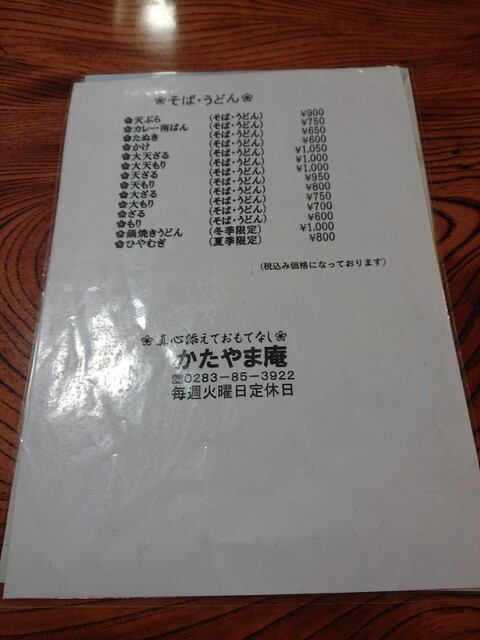 ❀そば・うどん❀
❀天ぷら (そば・うどん) ¥900
❀カレー南ばん (そば・うどん) ¥750
❀たぬき (そば・うどん) ¥650
❀かけ (そば・うどん) ¥600
❀大天ざる (そば・うどん) ¥1,050
❀大天もり (そば・うどん) ¥1,000
❀天ざる (そば・うどん) ¥1,000
❀天もり (そば・うどん) ¥950
❀大ざる (そば・うどん) ¥800
❀大もり (そば・うどん) ¥750
❀ざる (そば・うどん) ¥700
❀もり (そば・うどん) ¥600
❀鍋焼きうどん (冬季限定) ¥1,000
❀ひやむぎ (夏季限定) ¥800
(税込み価格になっております)
❀真心添えておもてなし❀
かたやま庵
☎0283-85-3922
毎週火曜日定休日